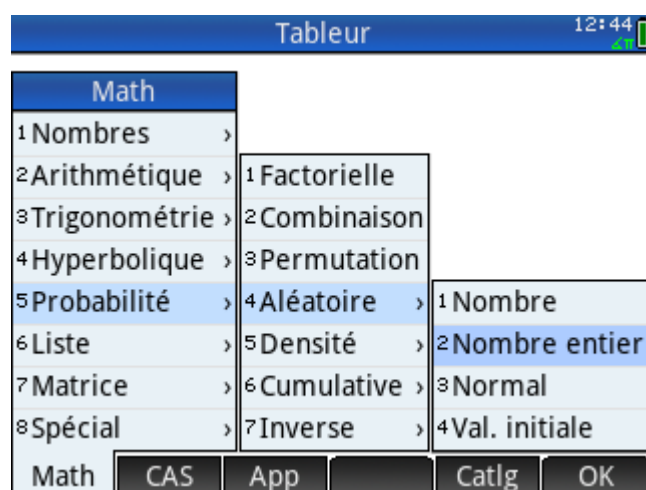 Tableur
12:44
∡π
Math
1 Nombres ›
2 Arithmétique ›
3 Trigonométrie ›
4 Hyperbolique ›
5 Probabilité ›
6 Liste ›
7 Matrice ›
8 Spécial ›
1 Factorielle
2 Combinaison
3 Permutation
4 Aléatoire ›
5 Densité ›
6 Cumulative ›
7 Inverse ›
1 Nombre
2 Nombre entier
3 Normal
4 Val. initiale
Math CAS App Catlg OK